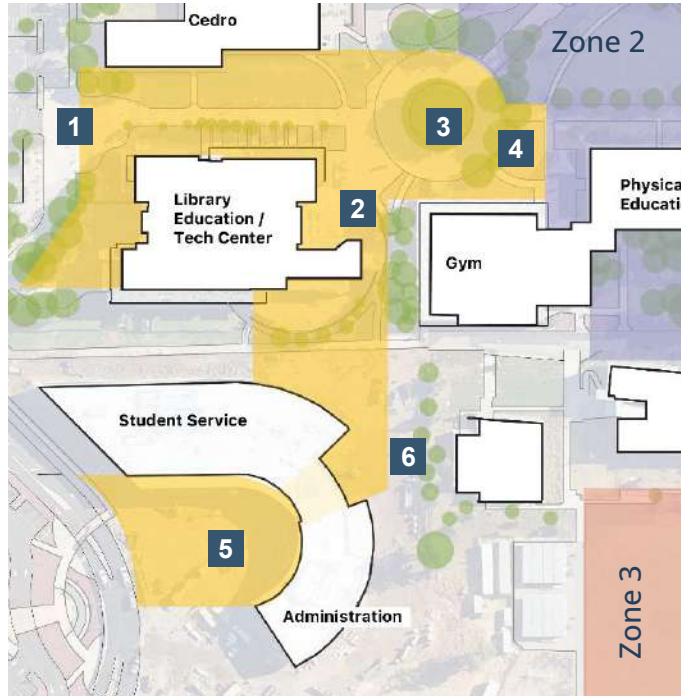 Cedro
Zone 2
1
3
4
Library
Education /
Tech Center
2
Physica
Educati
Gym
Student Service
6
5
Administration
Zone 3